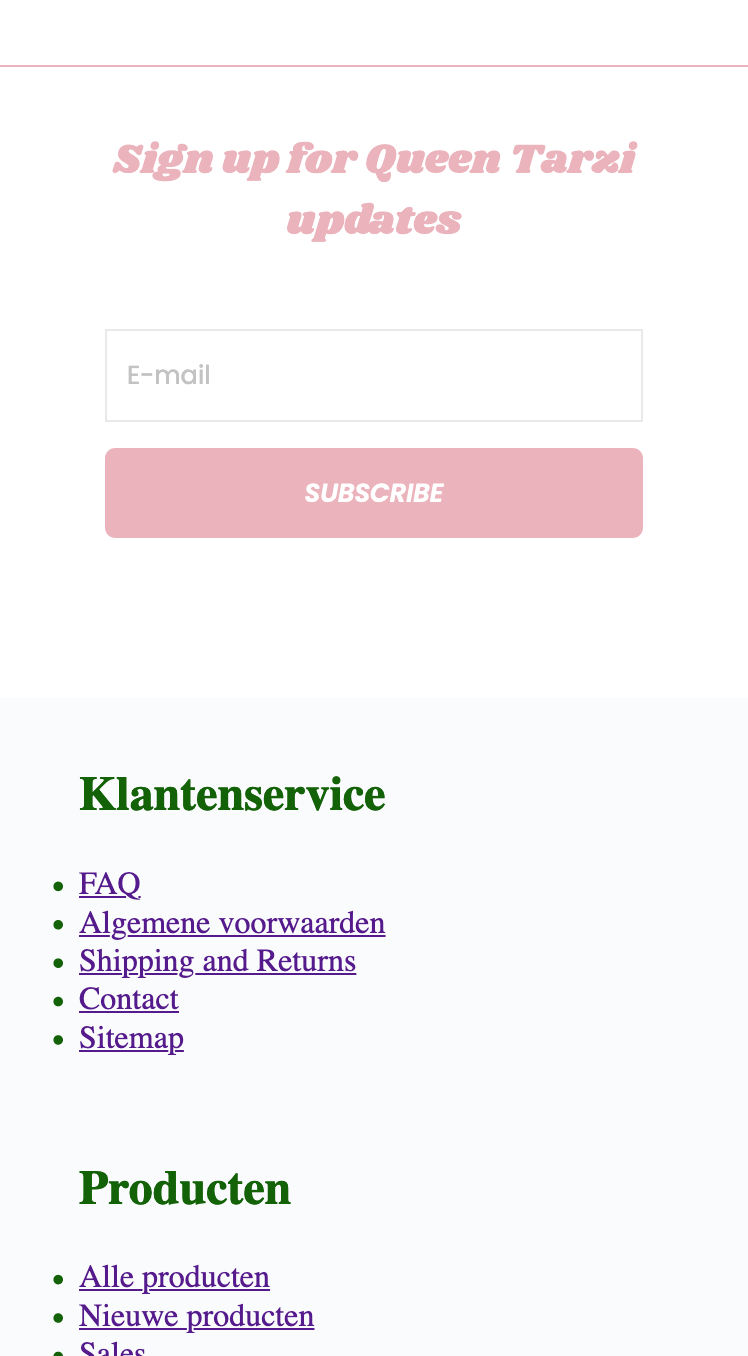 Sign up for Queen Tarzi
updates
E-mail
SUBSCRIBE
Klantenservice
FAQ
Algemene voorwaarden
Shipping and Returns
Contact
Sitemap
Producten
Alle producten
Nieuwe producten
Sales